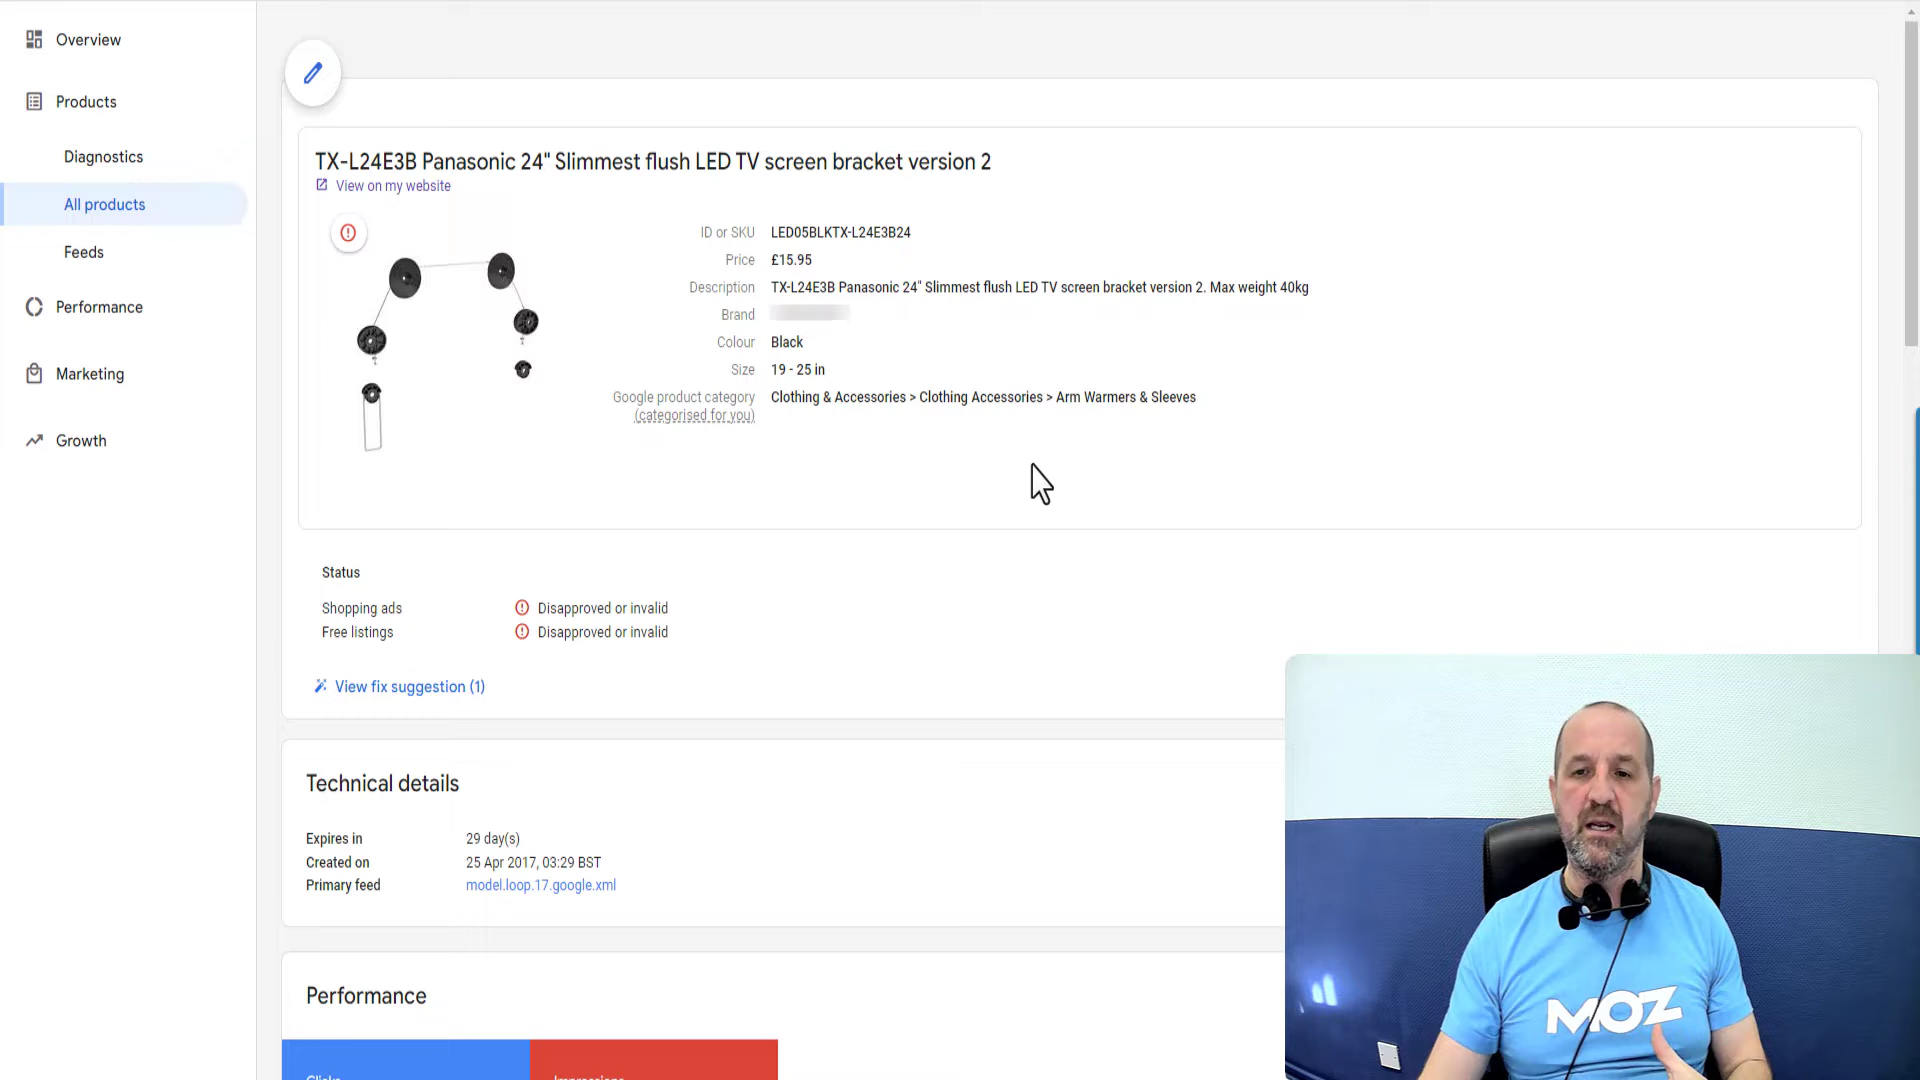 Overview
Products
Diagnostics
All products
Feeds
Performance
Marketing
Growth
TX-L24E3B Panasonic 24" Slimmest flush LED TV screen bracket version 2
View on my website
ID or SKU LED05BLKTX-L24E3B24
Price £15.95
Description TX-L24E3B Panasonic 24" Slimmest flush LED TV screen bracket version 2. Max weight 40kg
Brand
Colour Black
Size 19 - 25 in
Google product category Clothing & Accessories > Clothing Accessories > Arm Warmers & Sleeves
(categorised for you)
Status
Shopping ads Disapproved or invalid
Free listings Disapproved or invalid
View fix suggestion (1)
Technical details
Expires in 29 day(s)
Created on 25 Apr 2017, 03:29 BST
Primary feed model.loop.17.google.xml
Performance
Clicks Impressions
MOZ